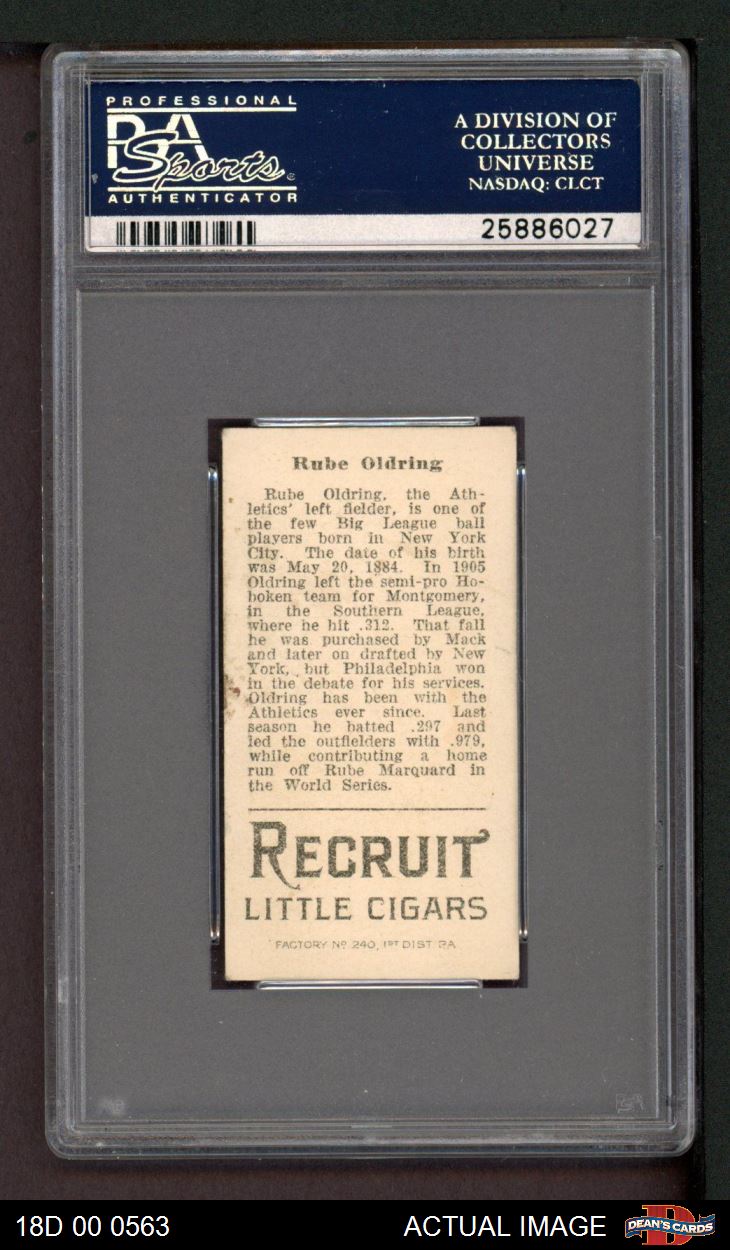 PROFESSIONAL
PSA
Sports
AUTHENTICATOR
A DIVISION OF
COLLECTORS
UNIVERSE
NASDAQ: CLCT
25886027
Rube Oldring
Rube Oldring, the Ath-
letics' left fielder, is one of
the few Big League ball
players born in New York
City. The date of his birth
was May 20, 1884. In 1905
Oldring left the semi-pro Ho-
boken team for Montgomery,
in the Southern League,
where he hit .312. That fall
he was purchased by Mack
and later on drafted by New
York, but Philadelphia won
in the debate for his services.
Oldring has been with the
Athletics ever since. Last
season he batted .297 and
led the outfielders with .979,
while contributing a home
run off Rube Marquard in
the World Series.
RECRUIT
LITTLE CIGARS
FACTORY Nº 240, 1ST DIST. PA.
PSA
18D 00 0563
ACTUAL IMAGE
DEAN'S CARDS